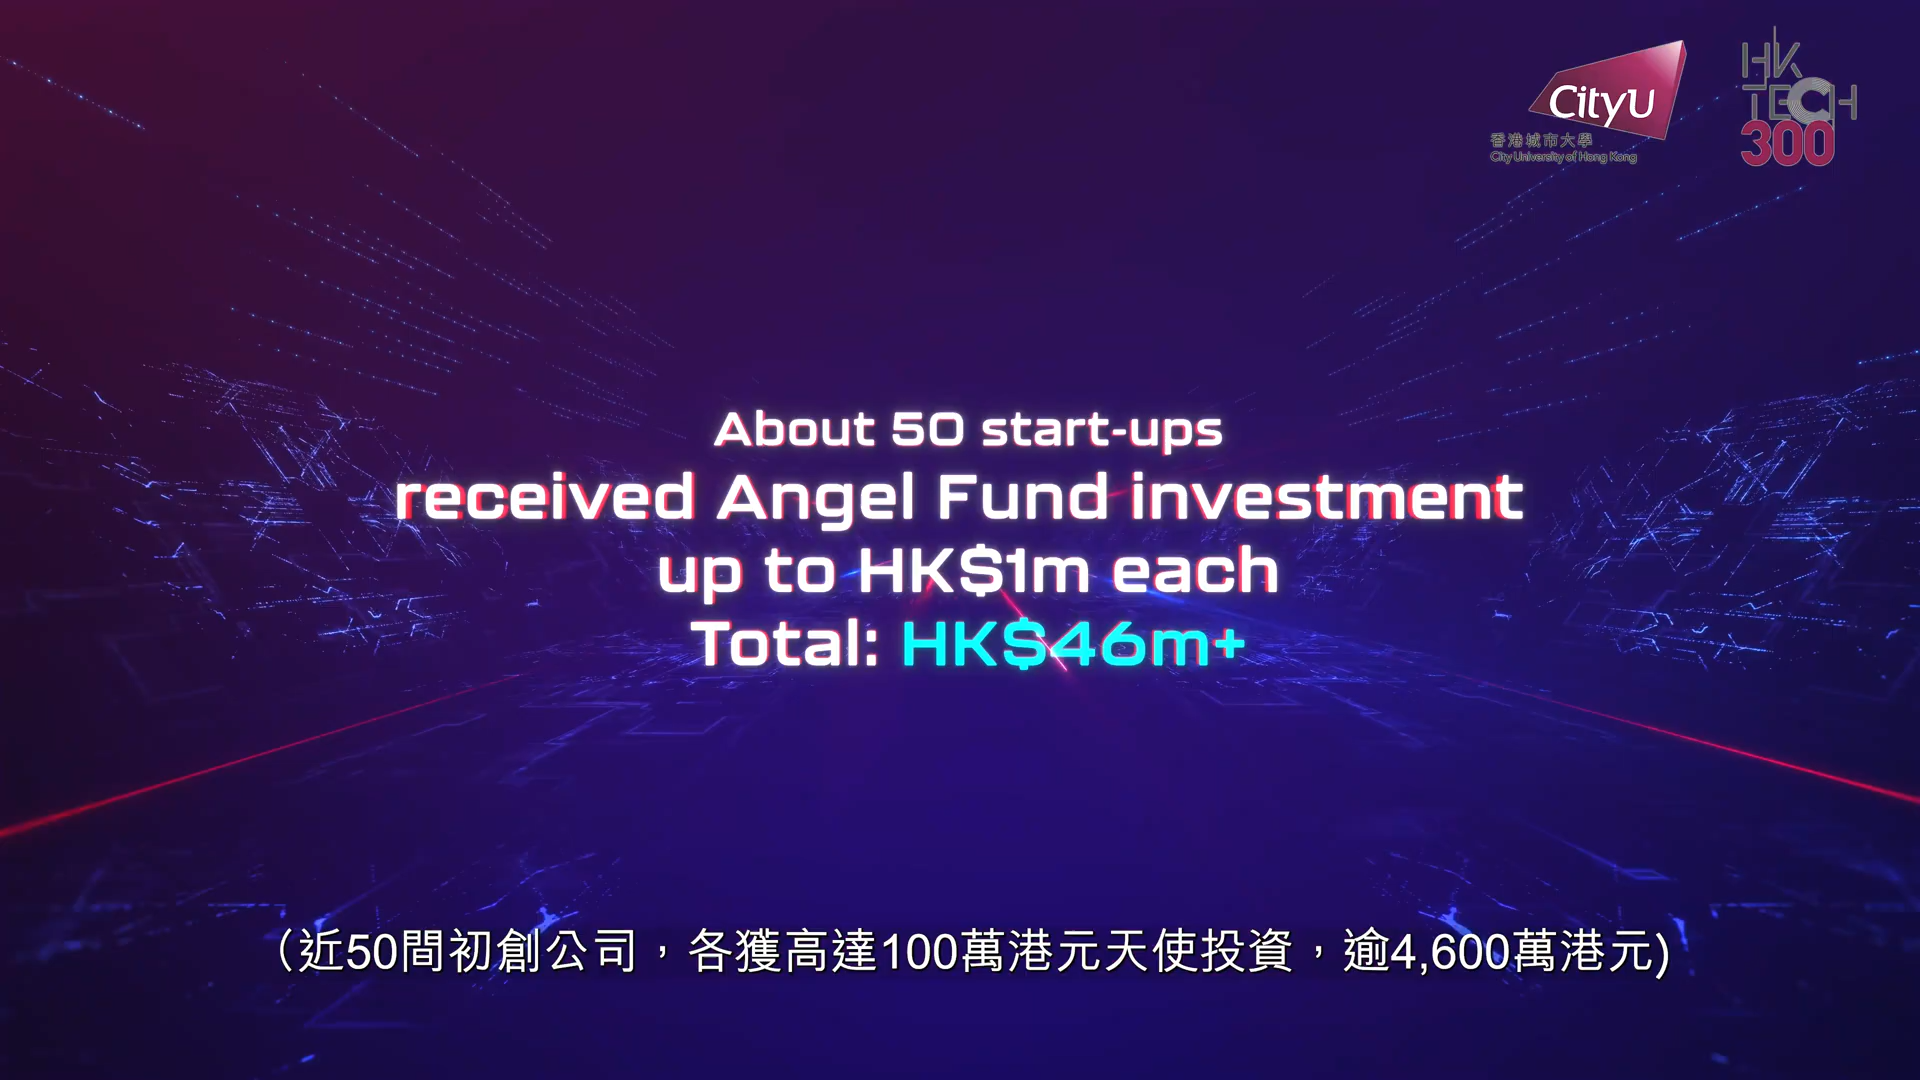 CityU
香港城市大學
City University of Hong Kong
HK
TECH
300
About 50 start-ups
received Angel Fund investment
up to HK$1m each
Total: HK$46m+
（近50間初創公司，各獲高達100萬港元天使投資，逾4,600萬港元)